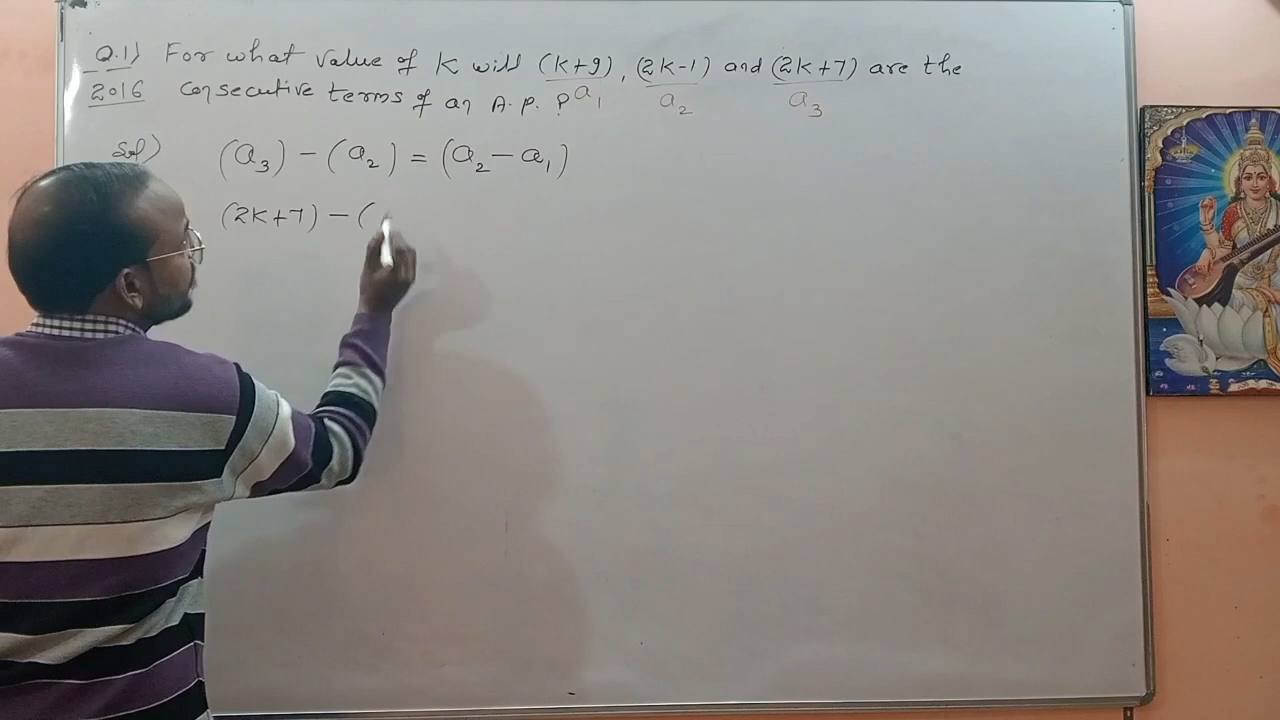 Q.1) For what value of K will (k+9), (2k-1) and (2k+7) are the
2016 consecutive terms of an A.P. ?
a1 a2 a3
Sol) (a3) - (a2) = (a2 - a1)
(2k+7) - (